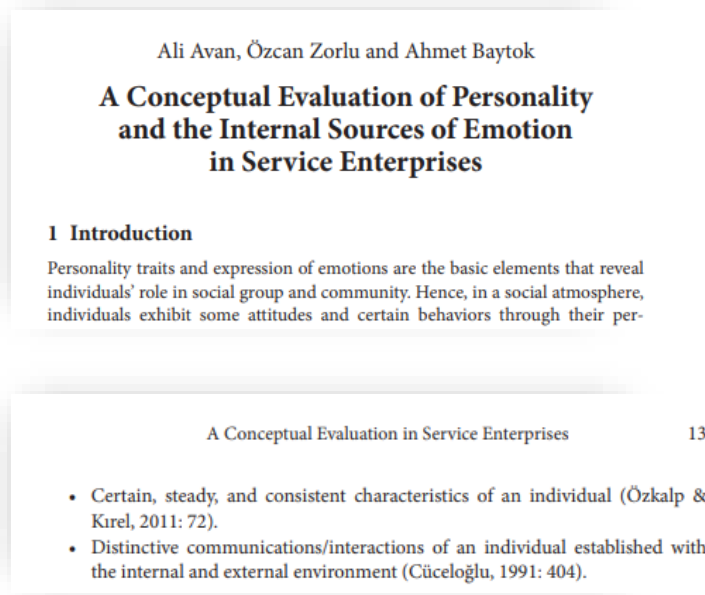 Ali Avan, Özcan Zorlu and Ahmet Baytok
A Conceptual Evaluation of Personality
and the Internal Sources of Emotion
in Service Enterprises
1 Introduction
Personality traits and expression of emotions are the basic elements that reveal
individuals' role in social group and community. Hence, in a social atmosphere,
individuals exhibit some attitudes and certain behaviors through their per-
A Conceptual Evaluation in Service Enterprises 13
• Certain, steady, and consistent characteristics of an individual (Özkalp &
Kırel, 2011: 72).
• Distinctive communications/interactions of an individual established with
the internal and external environment (Cüceloğlu, 1991: 404).